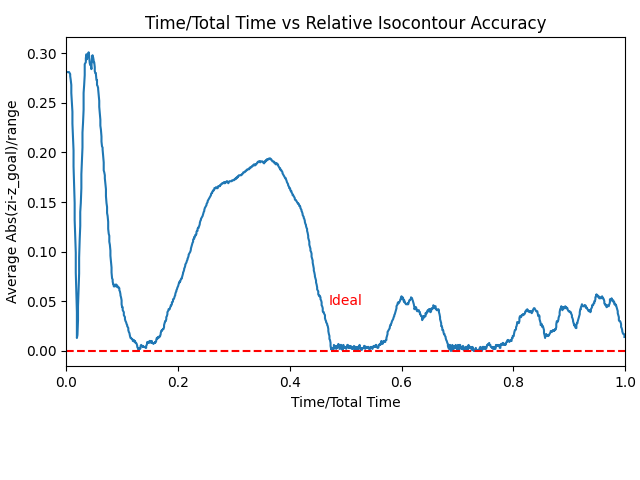 Time/Total Time vs Relative Isocontour Accuracy
Average Abs(zi-z_goal)/range
0.30
0.25
0.20
0.15
0.10
0.05
0.00
Ideal
0.0 0.2 0.4 0.6 0.8 1.0
Time/Total Time